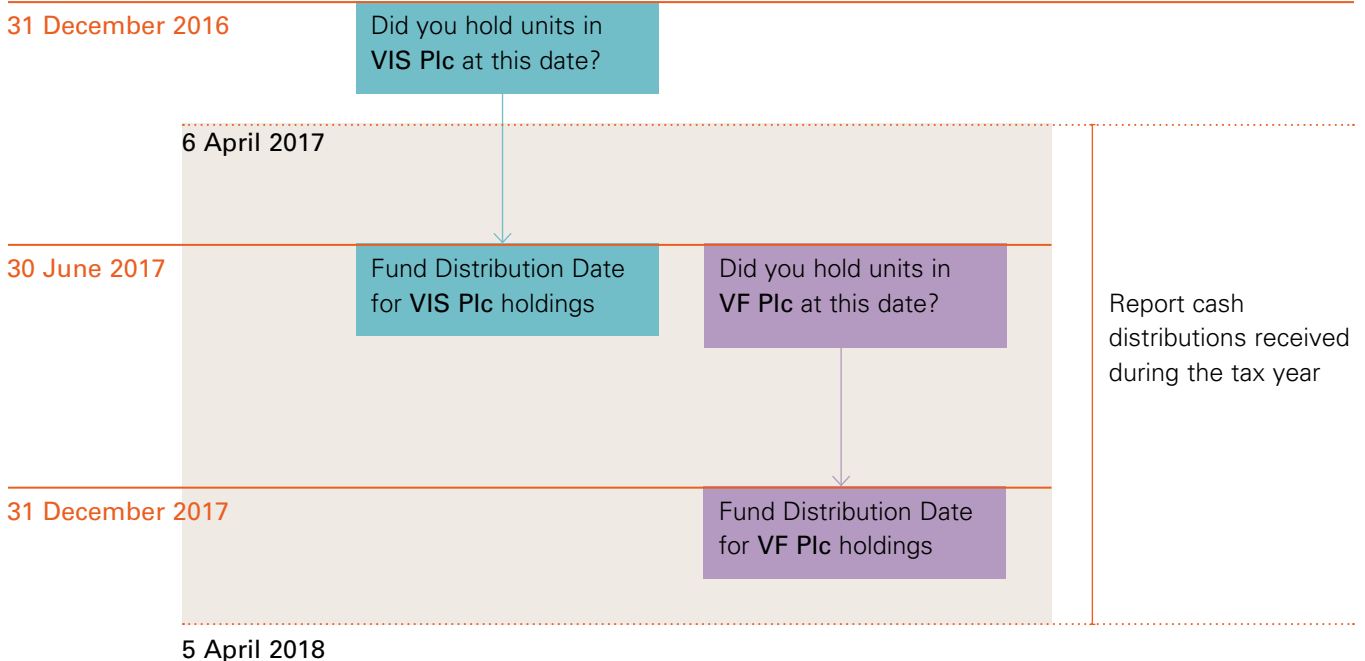 31 December 2016
Did you hold units in
VIS Plc at this date?
6 April 2017
30 June 2017
Fund Distribution Date
for VIS Plc holdings
Did you hold units in
VF Plc at this date?
Report cash
distributions received
during the tax year
31 December 2017
Fund Distribution Date
for VF Plc holdings
5 April 2018